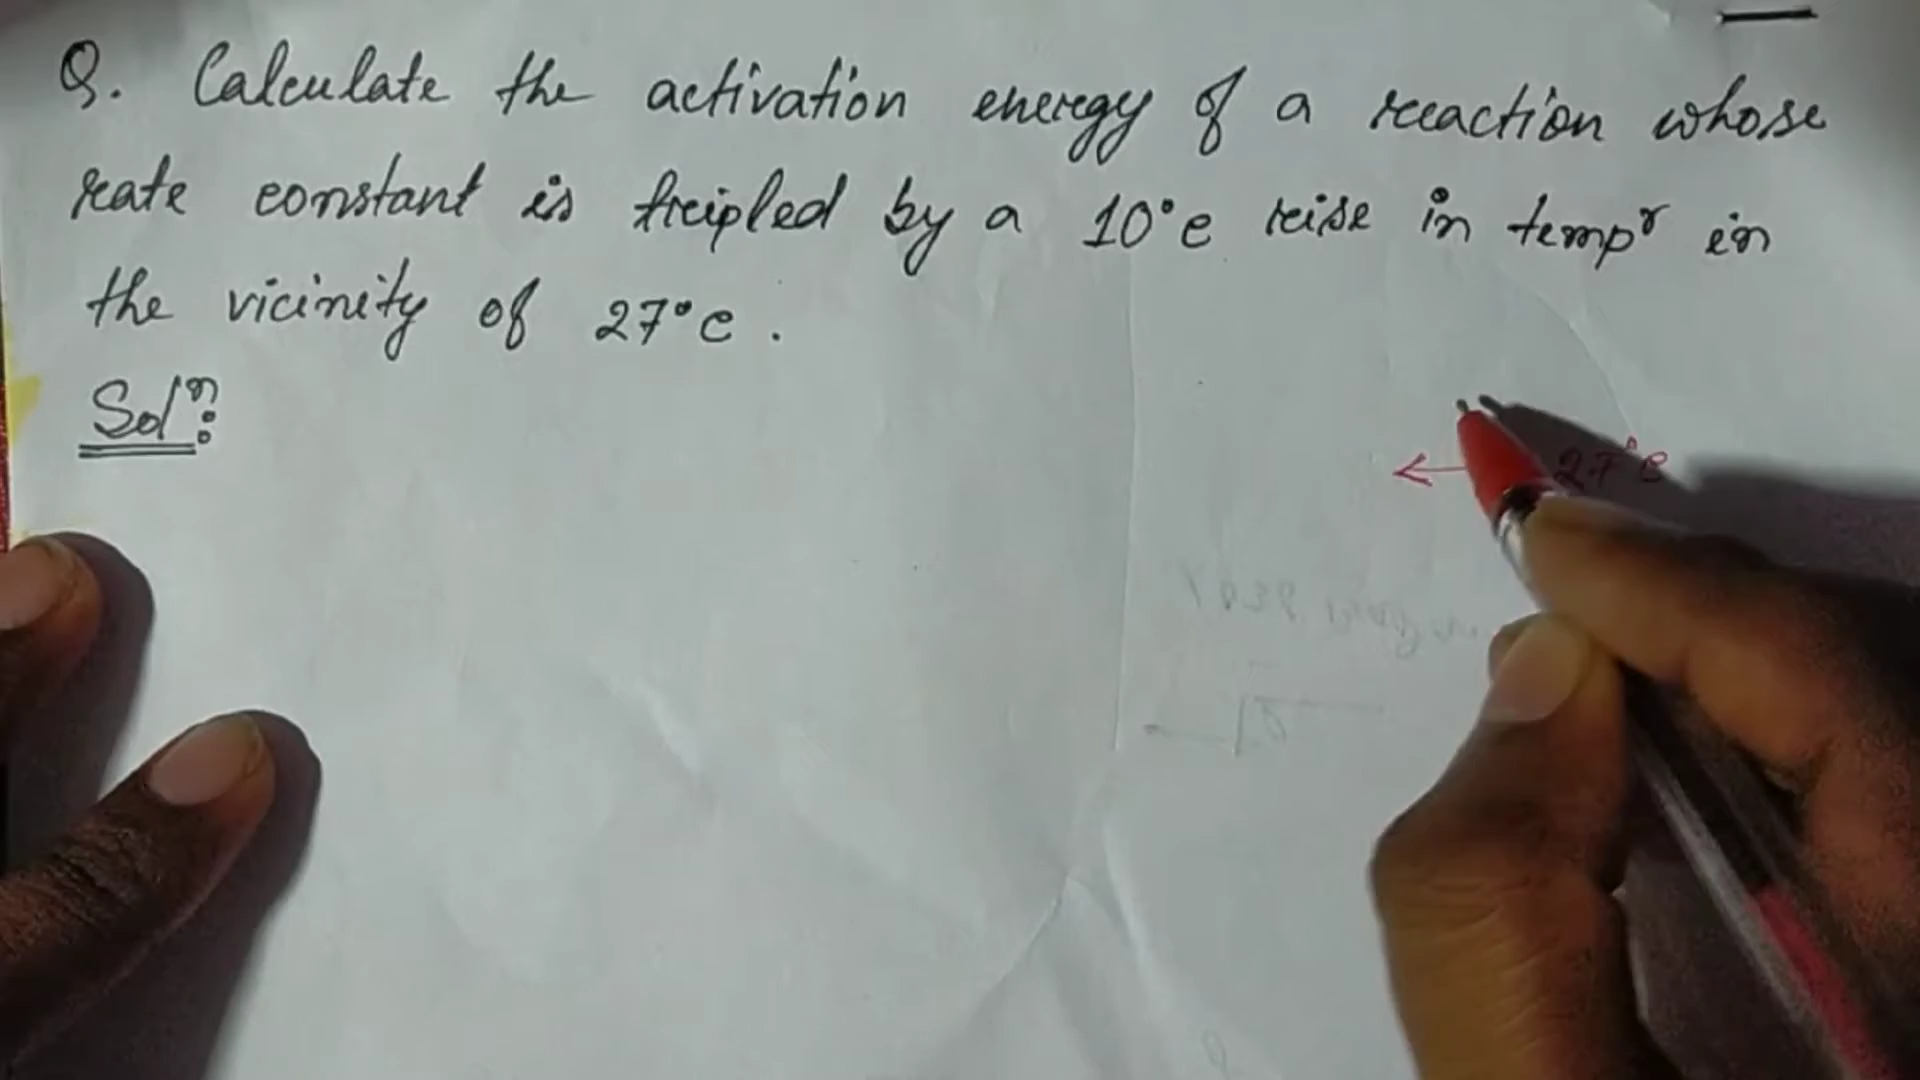 Q. Calculate the activation energy of a reaction whose
rate constant is tripled by a 10°c rise in tempr in
the vicinity of 27°c.
Soln:
27°c